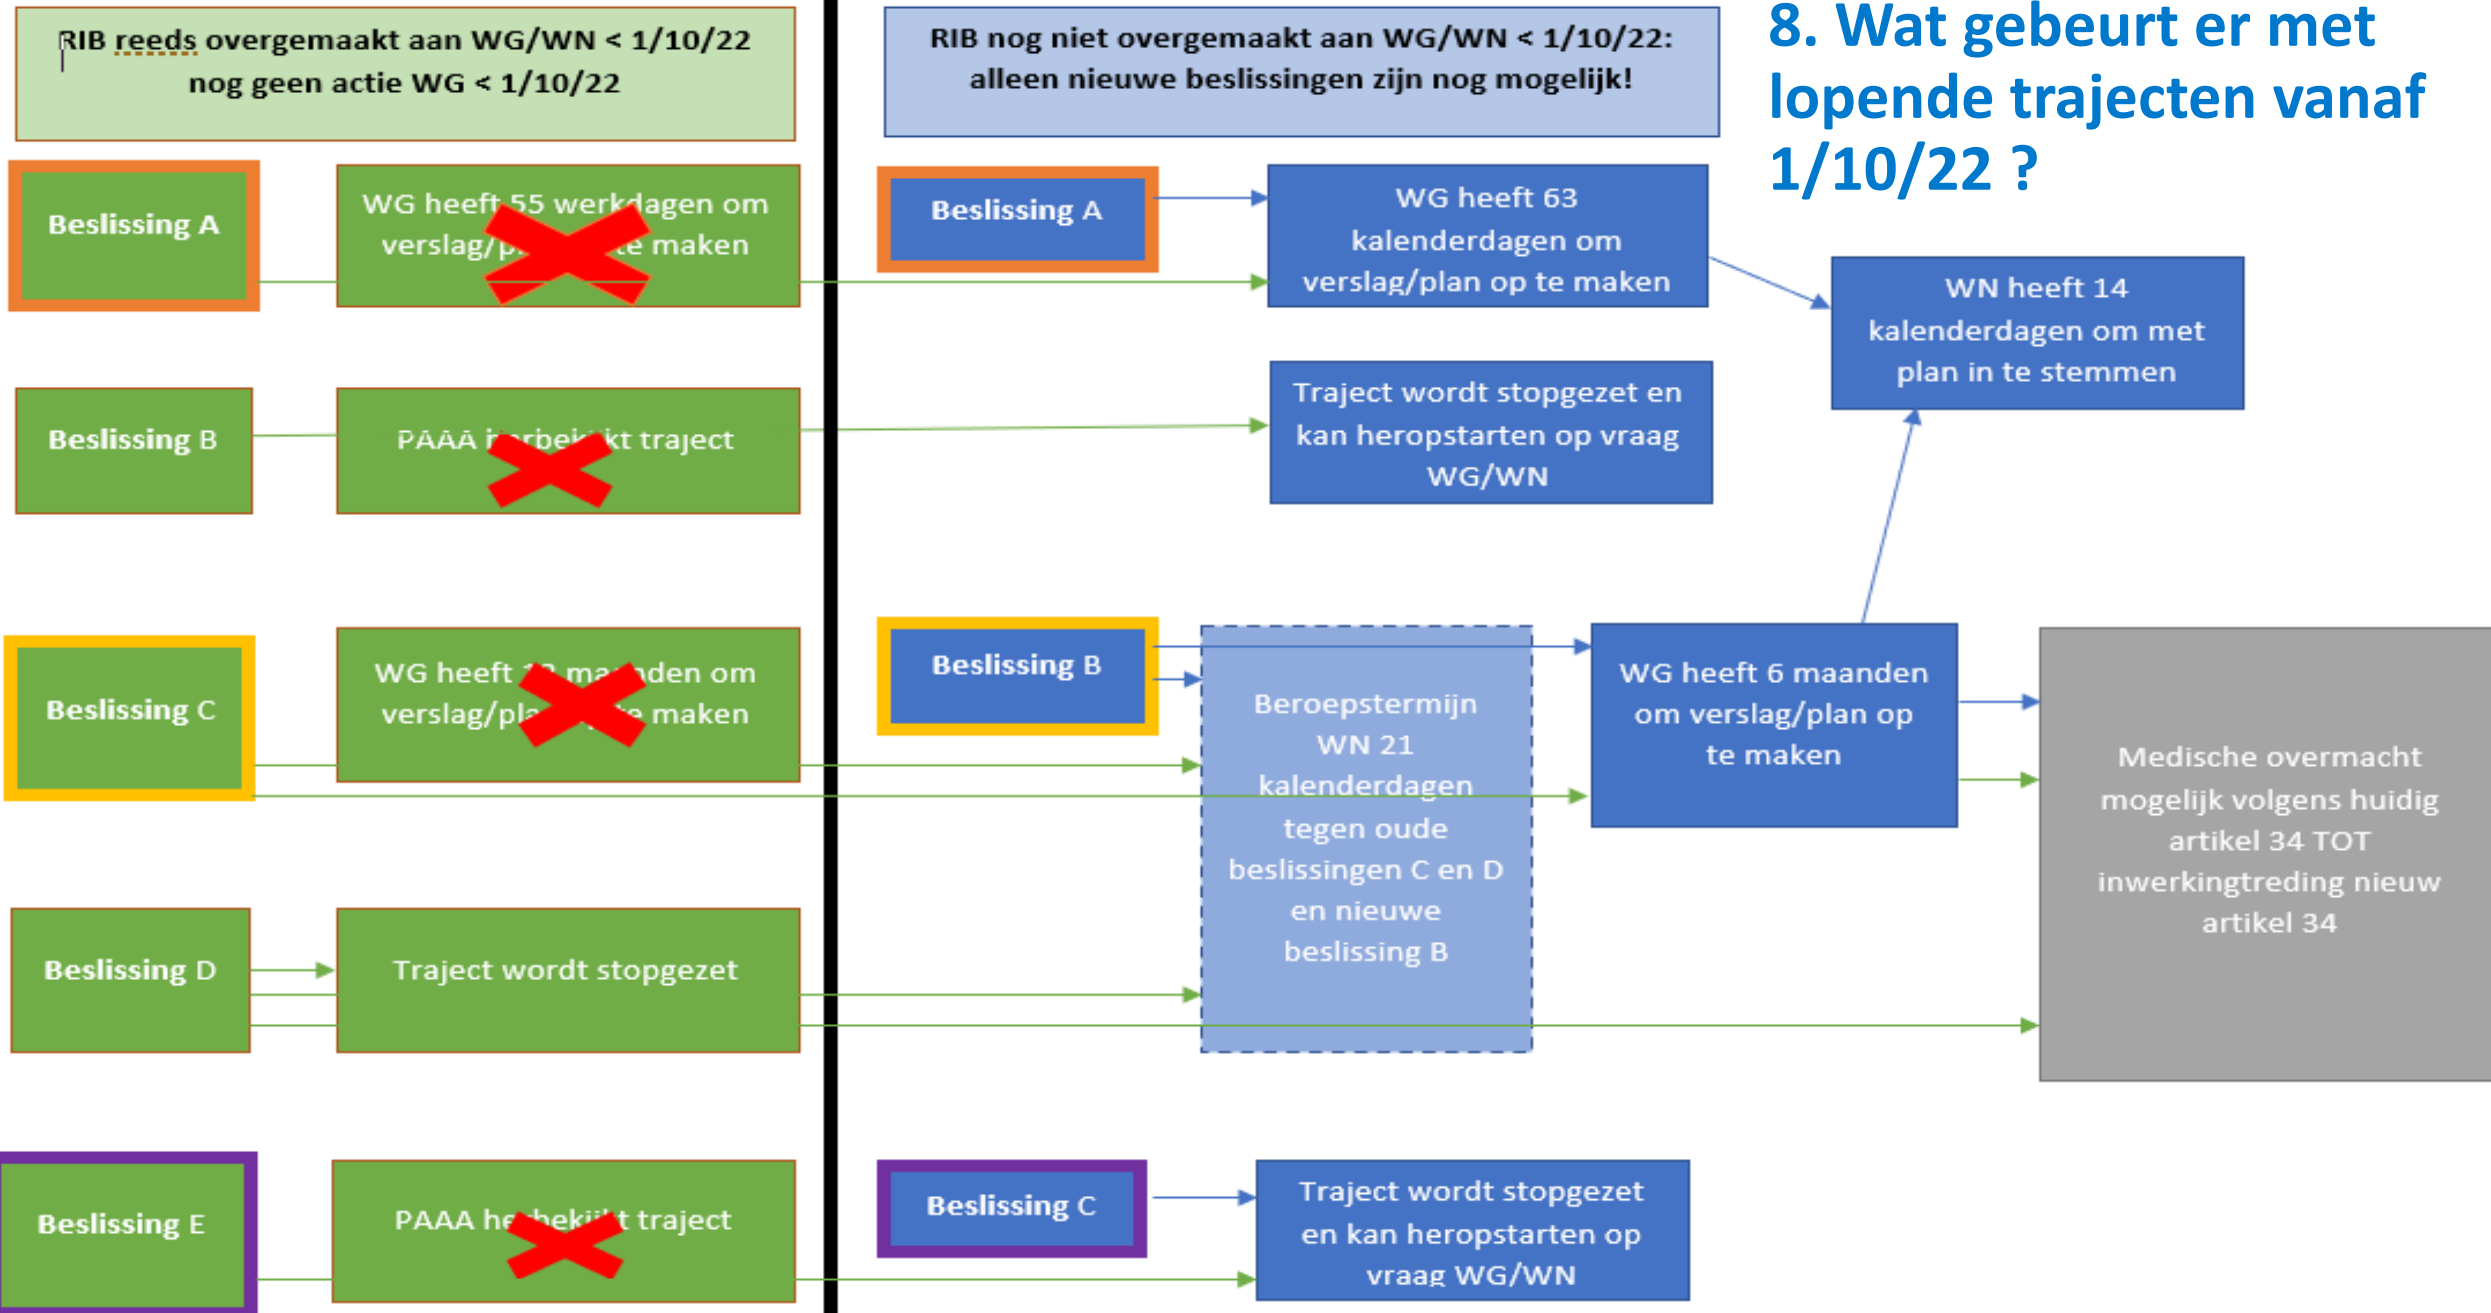 8. Wat gebeurt er met
lopende trajecten vanaf
1/10/22 ?
RIB reeds overgemaakt aan WG/WN < 1/10/22
nog geen actie WG < 1/10/22
RIB nog niet overgemaakt aan WG/WN < 1/10/22:
alleen nieuwe beslissingen zijn nog mogelijk!
Beslissing A
WG heeft 55 werkdagen om
te maken
Beslissing A
WG heeft 63
kalenderdagen om
verslag/plan op te maken
WN heeft 14
kalenderdagen om met
plan in te stemmen
Beslissing B
PAAA traject
Traject wordt stopgezet en
kan heropstarten op vraag
WG/WN
Beslissing C
WG heeft maanden om
maken
Beslissing B
Beroepstermijn
WN 21
kalenderdagen
tegen oude
beslissingen C en D
en nieuwe
beslissing B
WG heeft 6 maanden
om verslag/plan op
te maken
Medische overmacht
mogelijk volgens huidig
artikel 34 TOT
inwerkingtreding nieuw
artikel 34
Beslissing D
Traject wordt stopgezet
Beslissing E
PAAA traject
Beslissing C
Traject wordt stopgezet
en kan heropstarten op
vraag WG/WN